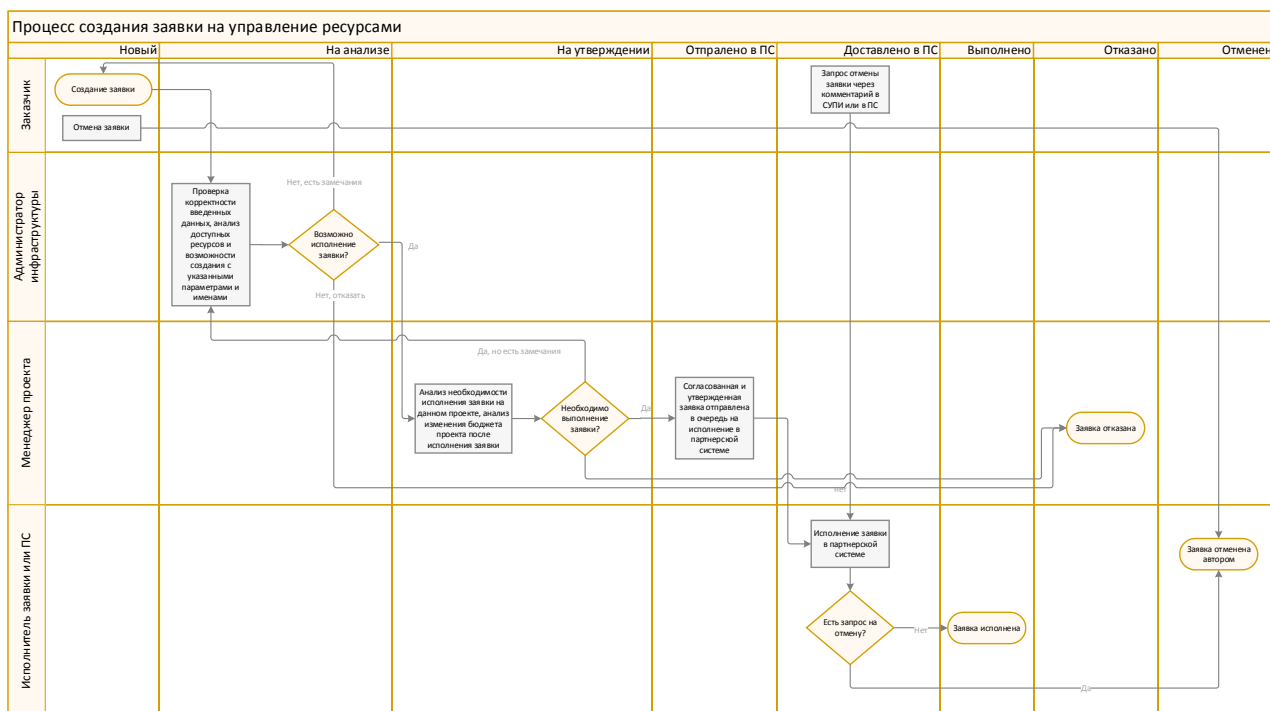 Процесс создания заявки на управление ресурсами
Новый
На анализе
На утверждении
Отпралено в ПС
Доставлено в ПС
Выполнено
Отказано
Отменен
Заказчик
Создание заявки
Отмена заявки
Запрос отмены
заявки через
комментарий в
СУПИ или в ПС
Администратор
инфраструктуры
Проверка
корректности
введенных
данных, анализ
доступных
ресурсов и
возможности
создания с
указанными
параметрами и
именами
Нет, есть замечания
Возможно
исполнение
заявки?
Да
Нет, отказать
Менеджер проекта
Да, но есть замечания
Анализ необходимости
исполнения заявки на
данном проекте, анализ
изменения бюджета
проекта после
исполнения заявки
Необходимо
выполнение
заявки?
Да
Согласованная и
утвержденная
заявка отправлена
в очередь на
исполнение в
партнерской
системе
Заявка отказана
Нет
Исполнитель заявки или ПС
Исполнение заявки
в партнерской
системе
Есть запрос на
отмену?
Нет
Заявка исполнена
Заявка отменена
автором
Да